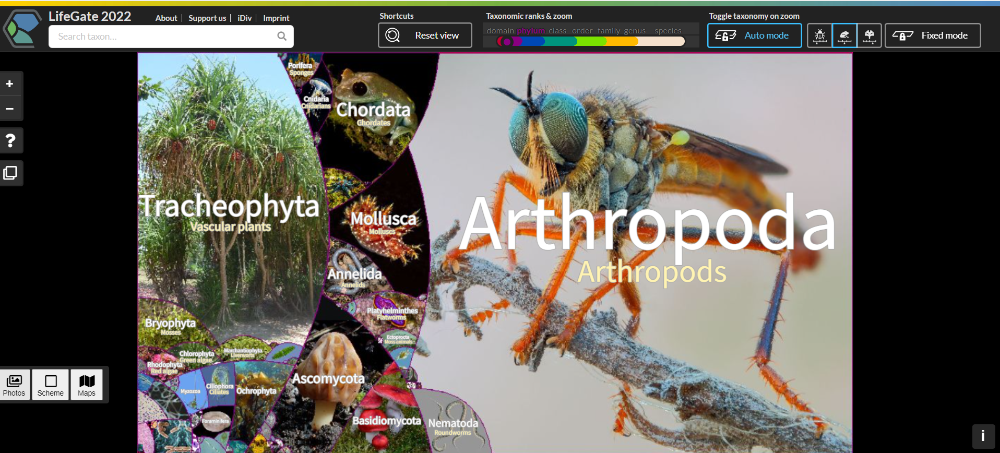 LifeGate 2022
About
Support us
iDiv
Imprint
Search taxon...
Shortcuts
Reset view
Taxonomic ranks & zoom
domain phylum class order family genus species
Toggle taxonomy on zoom
Auto mode
Fixed mode
+
−
?
Porifera
Sponges
Cnidaria
Cnidarians
Chordata
Chordates
Tracheophyta
Vascular plants
Mollusca
Molluscs
Arthropoda
Arthropods
Annelida
Annelids
Platyhelminthes
Flatworms
Bryophyta
Mosses
Ectoprocta
Moss animals
Chlorophyta
Green algae
Marchantiophyta
Liverworts
Rhodophyta
Red algae
Myzozoa
Ciliophora
Ciliates
Ochrophyta
Ascomycota
Foraminifera
Basidiomycota
Nematoda
Roundworms
Photos
Scheme
Maps
i